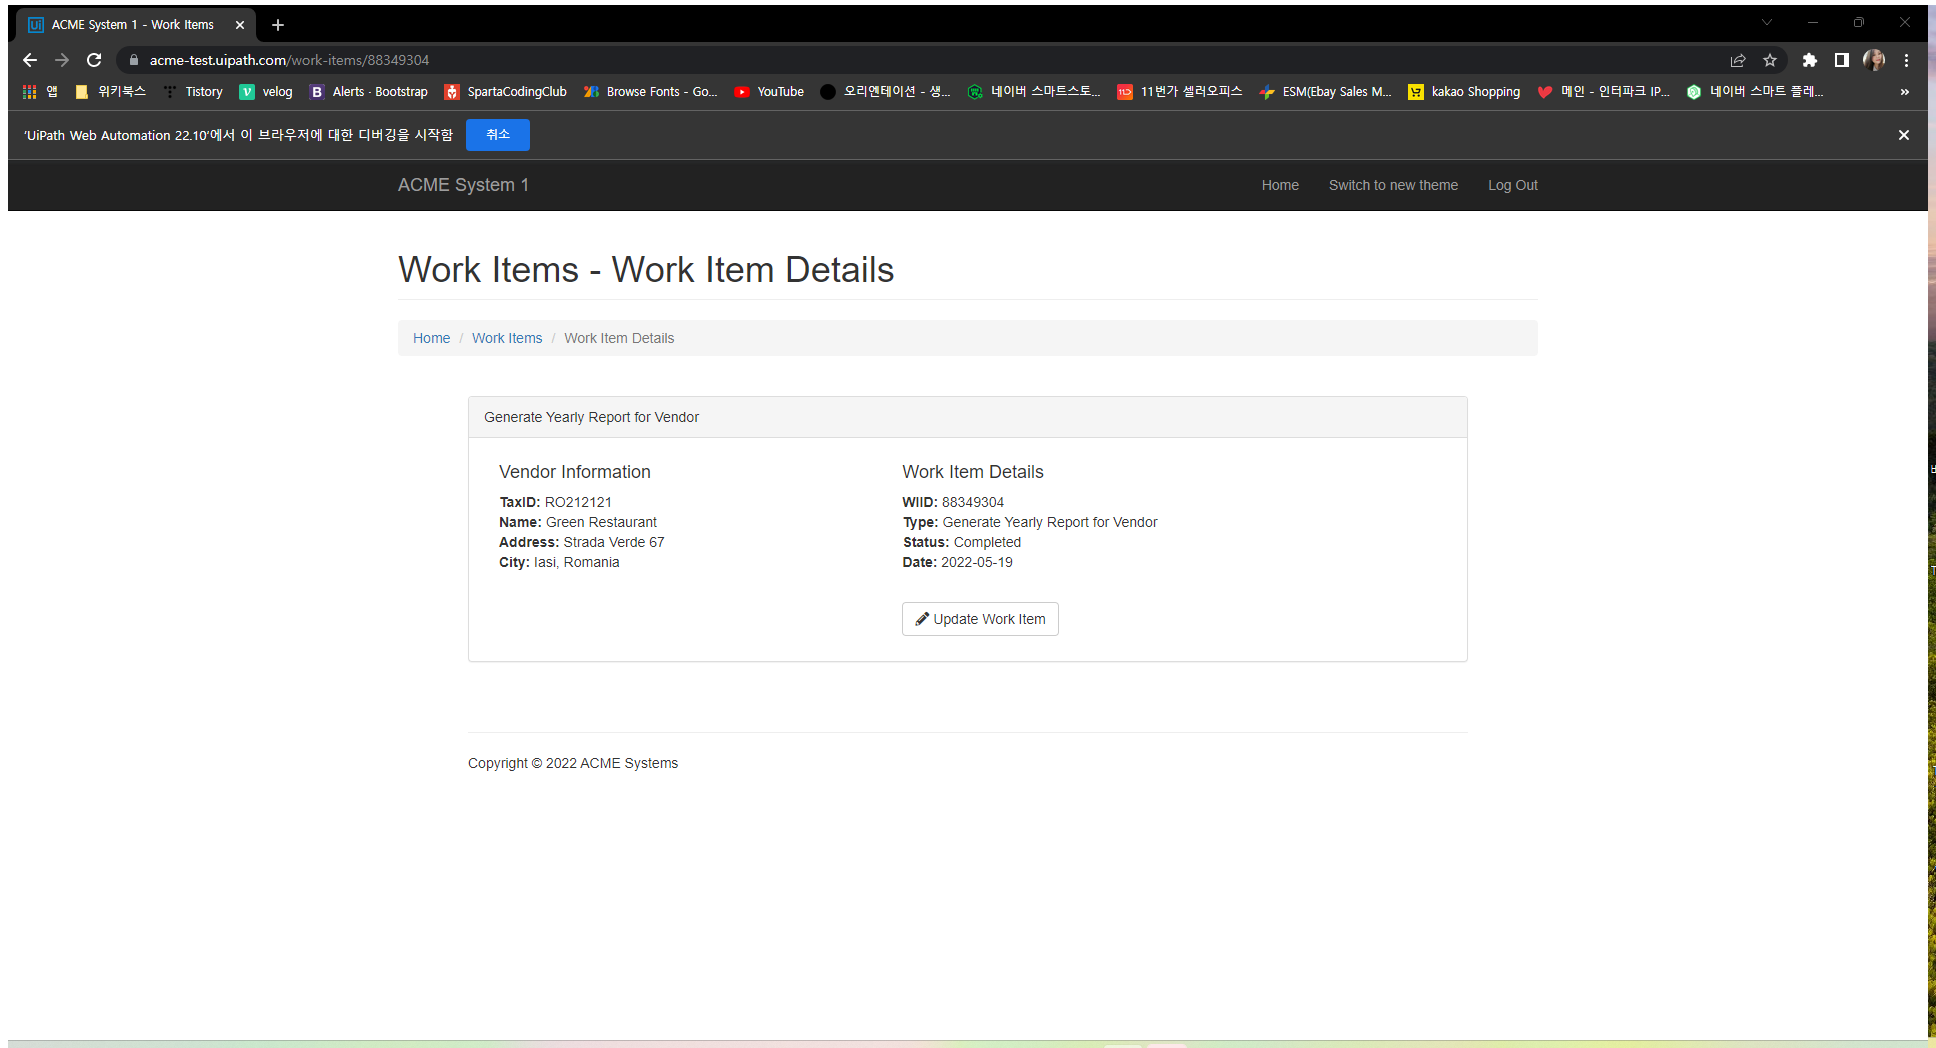 ACME System 1 - Work Items
acme-test.uipath.com/work-items/88349304
앱 위키북스 Tistory velog Alerts · Bootstrap SpartaCodingClub Browse Fonts - Go... YouTube 오리엔테이션 - 생... 네이버 스마트스토... 11번가 셀러오피스 ESM(Ebay Sales M... kakao Shopping 메인 - 인터파크 IP... 네이버 스마트 플레... »
'UiPath Web Automation 22.10'에서 이 브라우저에 대한 디버깅을 시작함 취소
ACME System 1 Home Switch to new theme Log Out
Work Items - Work Item Details
Home / Work Items / Work Item Details
Generate Yearly Report for Vendor
Vendor Information
TaxID: RO212121
Name: Green Restaurant
Address: Strada Verde 67
City: Iasi, Romania
Work Item Details
WIID: 88349304
Type: Generate Yearly Report for Vendor
Status: Completed
Date: 2022-05-19
Update Work Item
Copyright © 2022 ACME Systems